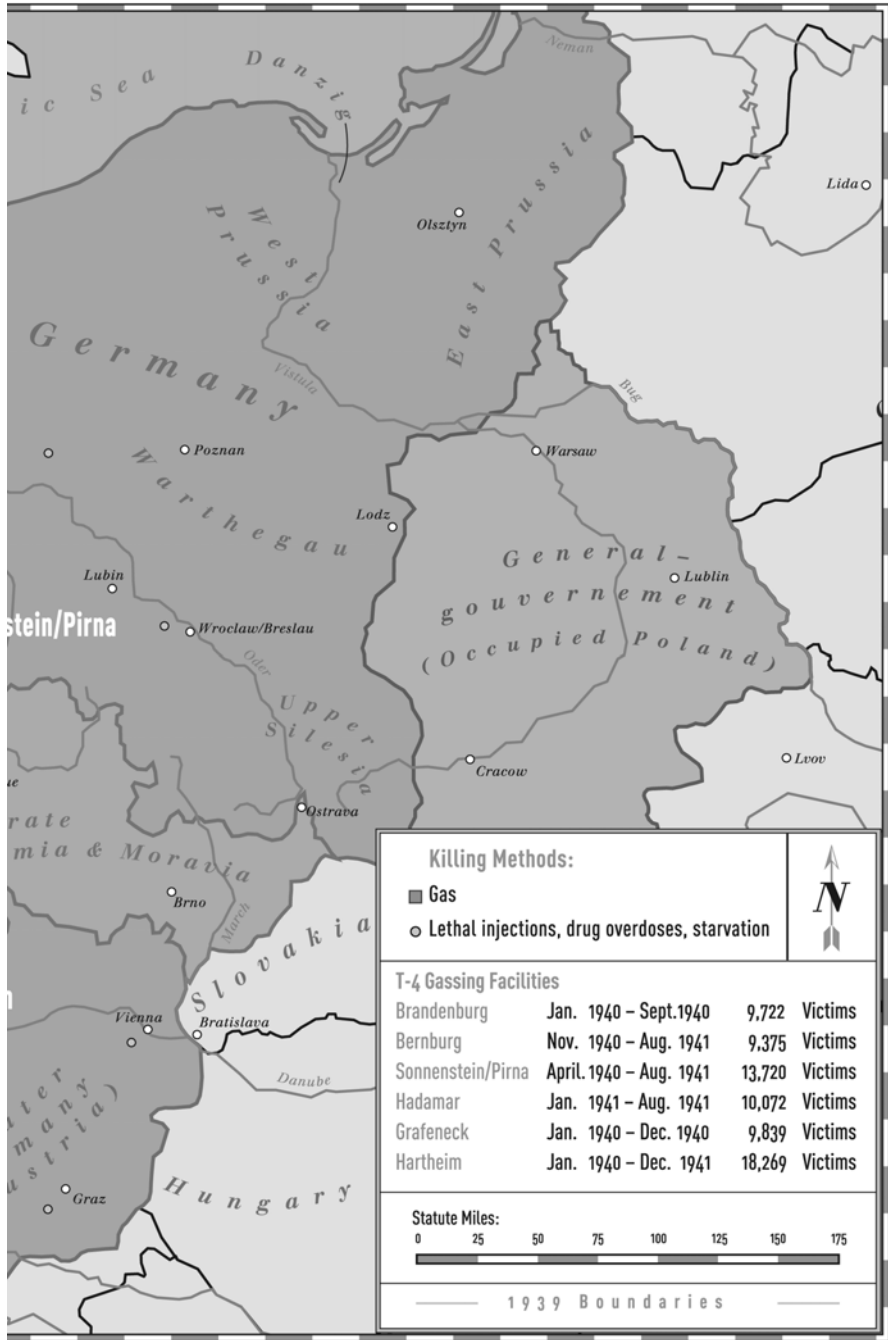 Neman
Danzig
ic Sea
Lida
Olsztyn
West
Prussia
East Prussia
Germany
Vistula
Bug
Poznan
Warsaw
Warthegau
Lodz
General-
gouvernement
(Occupied Poland)
Lublin
Lubin
stein/Pirna
Wroclaw/Breslau
Oder
Upper
Silesia
Cracow
Lvov
ue
Ostrava
rate
mia & Moravia
Brno
March
Slovakia
Vienna
Bratislava
Danube
ater
many
ustria)
Graz
Hungary
Killing Methods:
Gas
Lethal injections, drug overdoses, starvation
N
T-4 Gassing Facilities
Brandenburg Jan. 1940 – Sept.1940 9,722 Victims
Bernburg Nov. 1940 – Aug. 1941 9,375 Victims
Sonnenstein/Pirna April. 1940 – Aug. 1941 13,720 Victims
Hadamar Jan. 1941 – Aug. 1941 10,072 Victims
Grafeneck Jan. 1940 – Dec. 1940 9,839 Victims
Hartheim Jan. 1940 – Dec. 1941 18,269 Victims
Statute Miles:
0 25 50 75 100 125 150 175
1939 Boundaries